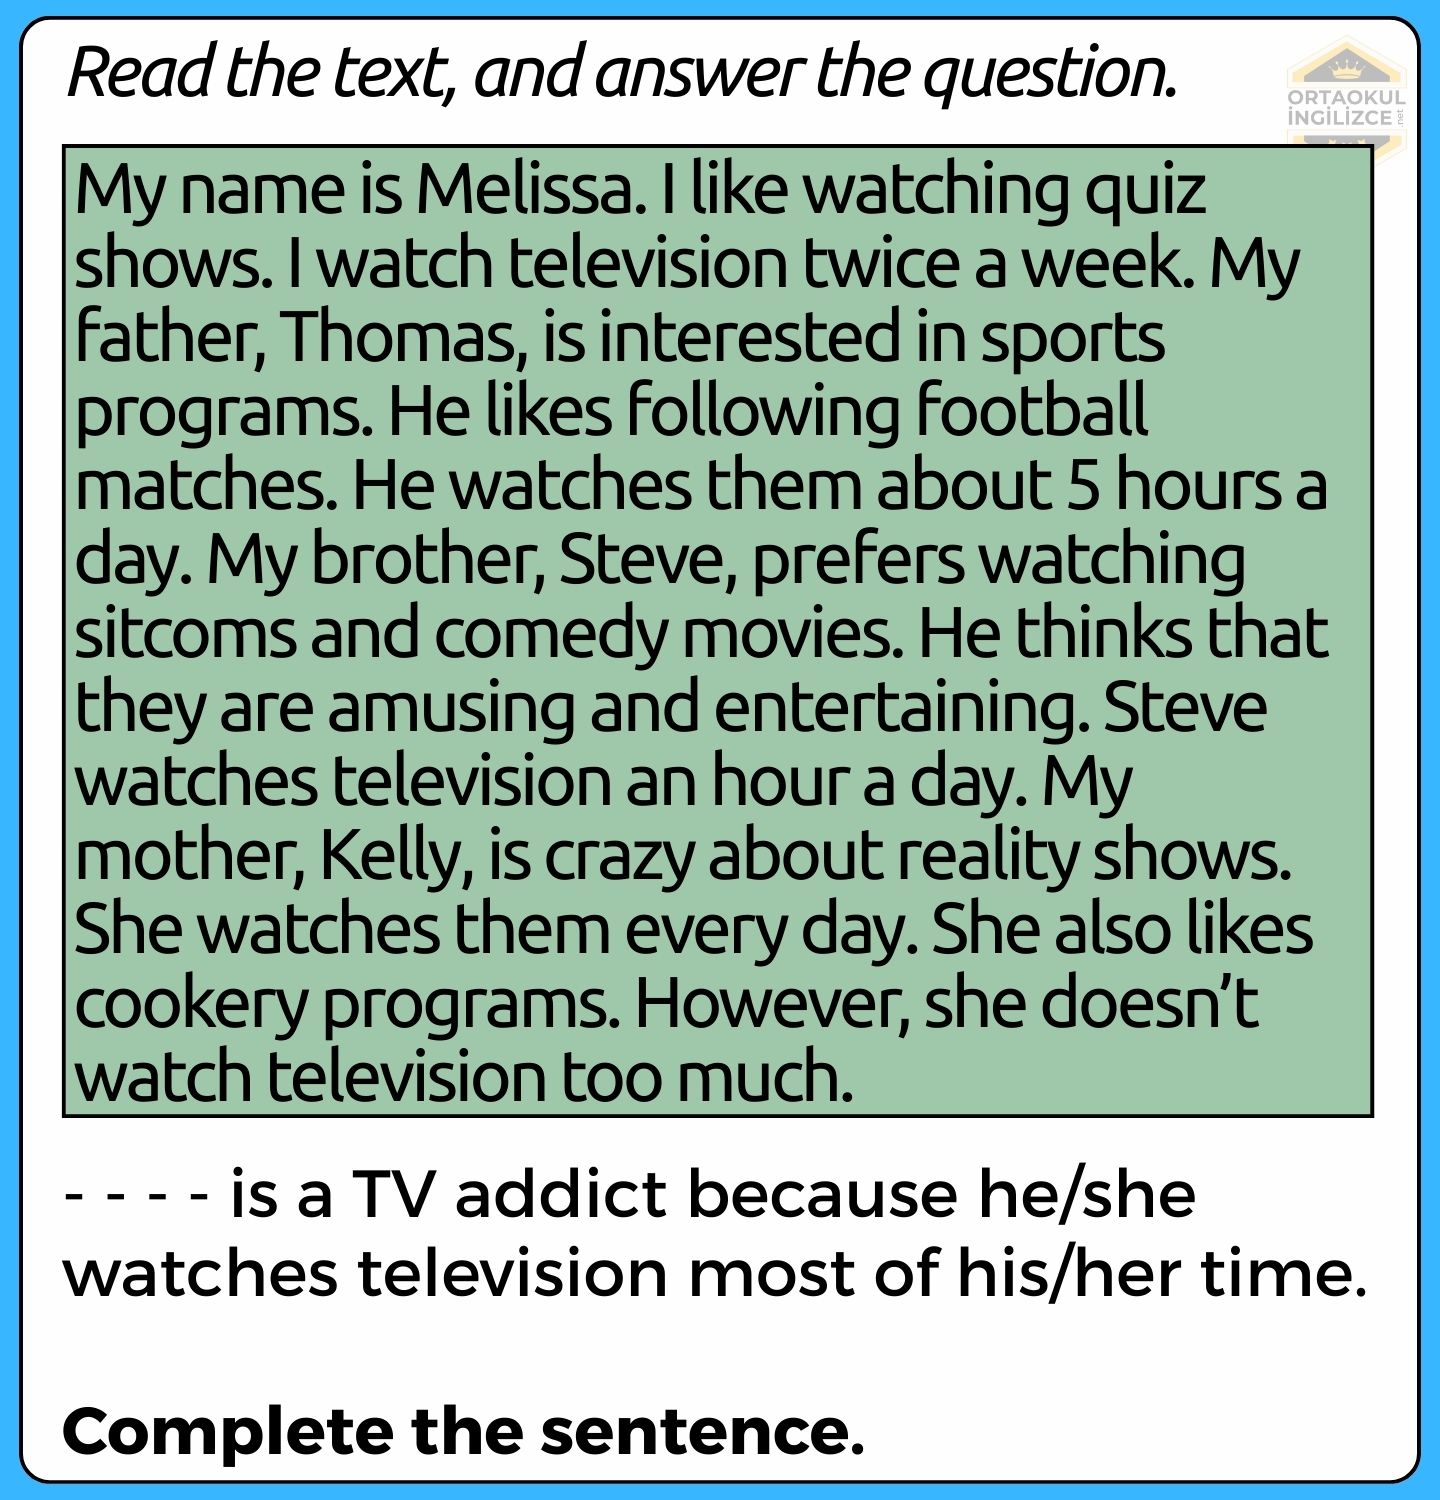 Read the text, and answer the question.
ORTAOKUL
İNGİLİZCE
.net
My name is Melissa. I like watching quiz
shows. I watch television twice a week. My
father, Thomas, is interested in sports
programs. He likes following football
matches. He watches them about 5 hours a
day. My brother, Steve, prefers watching
sitcoms and comedy movies. He thinks that
they are amusing and entertaining. Steve
watches television an hour a day. My
mother, Kelly, is crazy about reality shows.
She watches them every day. She also likes
cookery programs. However, she doesn’t
watch television too much.
- - - - is a TV addict because he/she
watches television most of his/her time.
Complete the sentence.